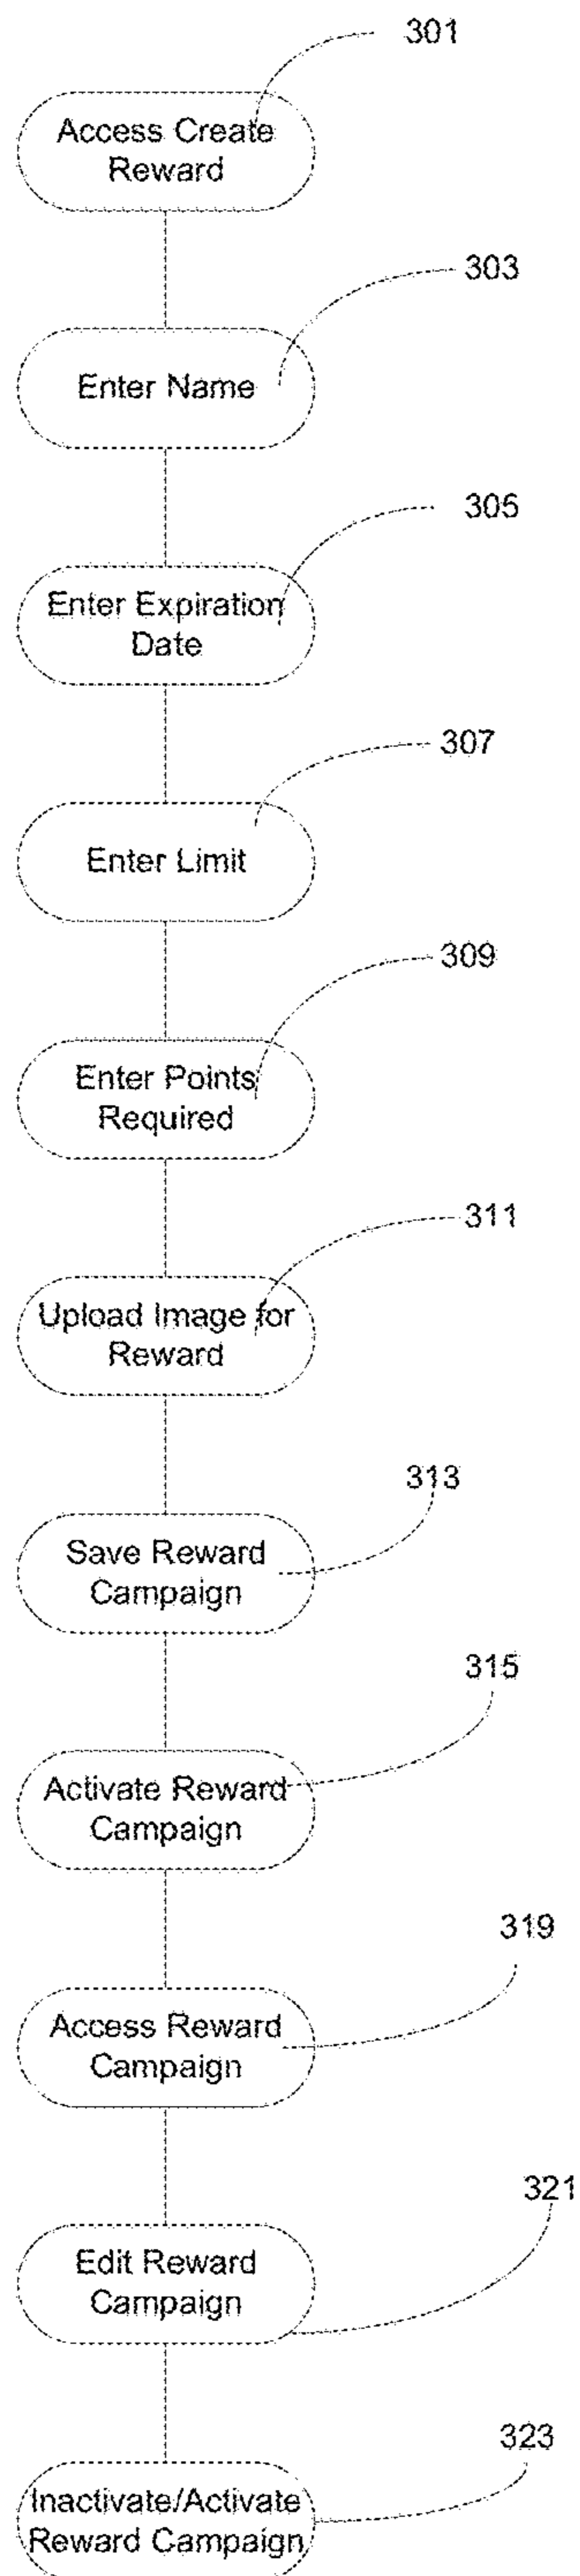 301
Access Create
Reward
303
Enter Name
305
Enter Expiration
Date
307
Enter Limit
309
Enter Points
Required
311
Upload Image for
Reward
313
Save Reward
Campaign
315
Activate Reward
Campaign
319
Access Reward
Campaign
321
Edit Reward
Campaign
323
Inactivate/Activate
Reward Campaign